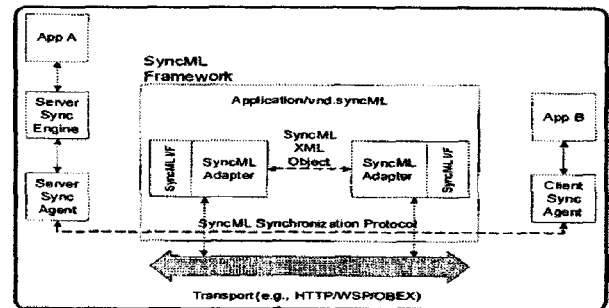 App A
SyncML
Framework
Application/vnd.syncML
Server
Sync
Engine
App B
SyncML
XML
Object
SyncML I/F
SyncML
Adapter
SyncML
Adapter
SyncML I/F
Server
Sync
Agent
Client
Sync
Agent
SyncML Synchronization Protocol
Transport (e.g., HTTP/WSP/OBEX)